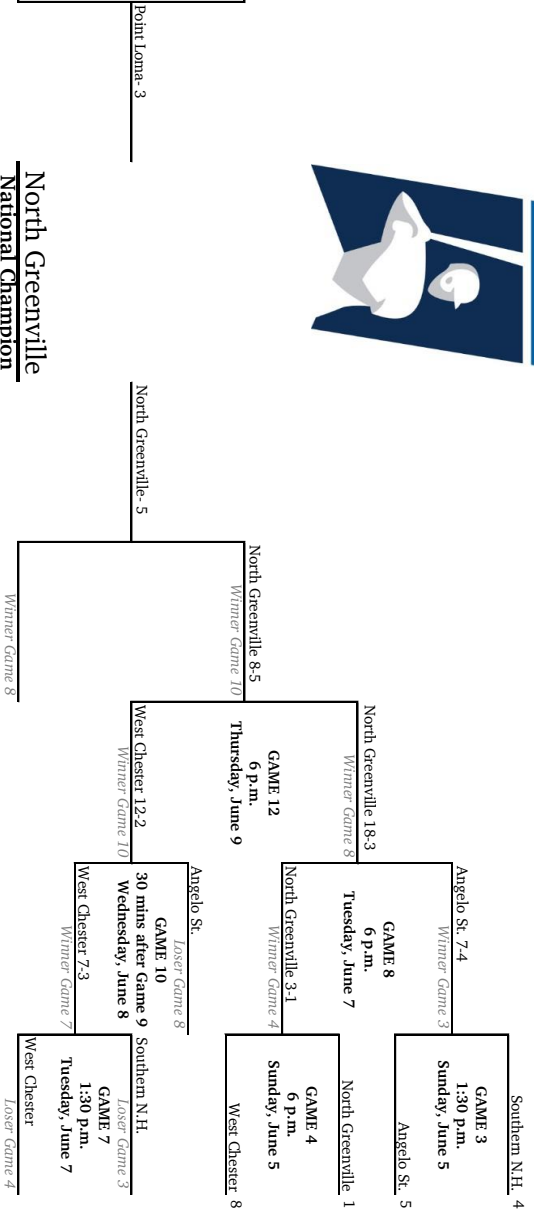 Southern N.H. 4
GAME 3
1:30 p.m.
Sunday, June 5
Angelo St. 5
Angelo St. 7-4
Winner Game 3
GAME 8
6 p.m.
Tuesday, June 7
North Greenville 1
GAME 4
6 p.m.
Sunday, June 5
West Chester 8
North Greenville 3-1
Winner Game 4
North Greenville 18-3
Winner Game 8
GAME 12
6 p.m.
Thursday, June 9
Angelo St.
Loser Game 8
GAME 10
30 mins after Game 9
Wednesday, June 8
Southern N.H.
Loser Game 3
GAME 7
1:30 p.m.
Tuesday, June 7
West Chester
Loser Game 4
West Chester 7-3
Winner Game 7
West Chester 12-2
Winner Game 10
North Greenville 8-5
Winner Game 10
Winner Game 8
North Greenville- 5
Point Loma- 3
North Greenville
National Champion